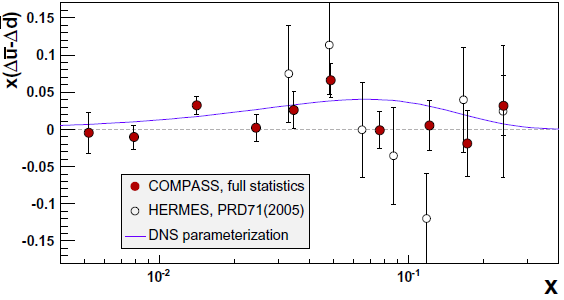 x(Δu̅-Δd̅)
0.15
0.1
0.05
0
-0.05
-0.1
-0.15
COMPASS, full statistics
HERMES, PRD71(2005)
DNS parameterization
10⁻²
10⁻¹
x